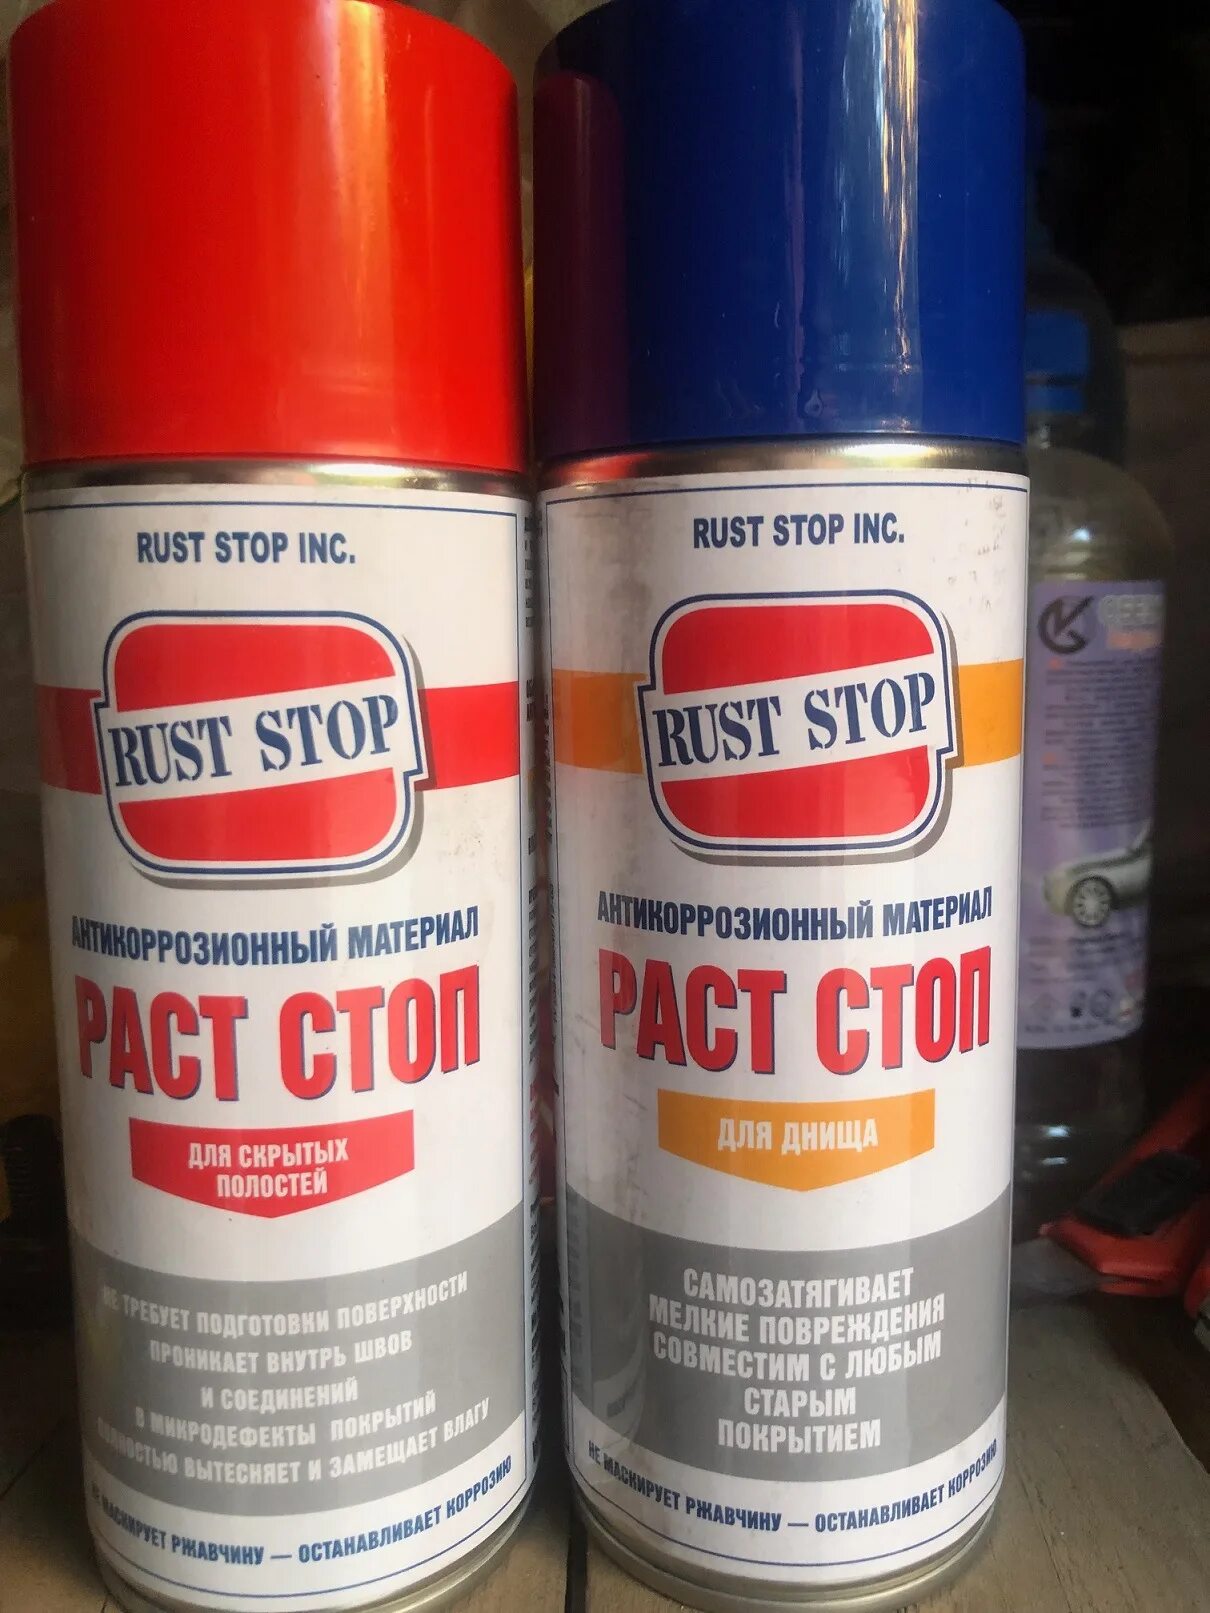 RUST STOP INC.
RUST STOP
АНТИКОРРОЗИОННЫЙ МАТЕРИАЛ
РАСТ СТОП
ДЛЯ СКРЫТЫХ
ПОЛОСТЕЙ
НЕ ТРЕБУЕТ ПОДГОТОВКИ ПОВЕРХНОСТИ
ПРОНИКАЕТ ВНУТРЬ ШВОВ
И СОЕДИНЕНИЙ
В МИКРОДЕФЕКТЫ ПОКРЫТИЙ
ПОЛНОСТЬЮ ВЫТЕСНЯЕТ И ЗАМЕЩАЕТ ВЛАГУ
НЕ МАСКИРУЕТ РЖАВЧИНУ — ОСТАНАВЛИВАЕТ КОРРОЗИЮ
RUST STOP INC.
RUST STOP
АНТИКОРРОЗИОННЫЙ МАТЕРИАЛ
РАСТ СТОП
ДЛЯ ДНИЩА
САМОЗАТЯГИВАЕТ
МЕЛКИЕ ПОВРЕЖДЕНИЯ
СОВМЕСТИМ С ЛЮБЫМ
СТАРЫМ
ПОКРЫТИЕМ
НЕ МАСКИРУЕТ РЖАВЧИНУ — ОСТАНАВЛИВАЕТ КОРРОЗИЮ